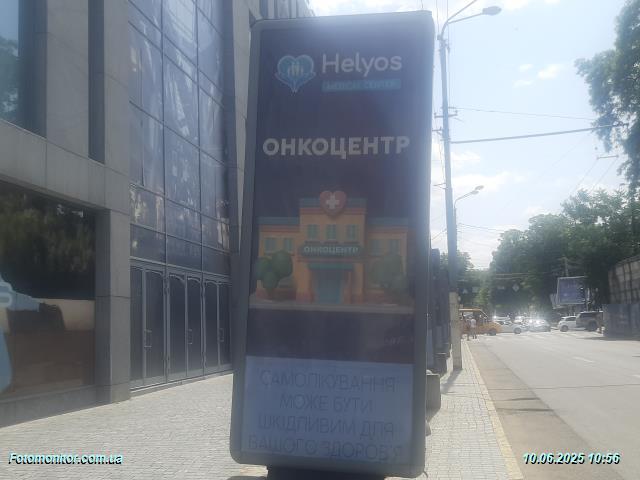 Helyos
MEDICAL CENTER
ОНКОЦЕНТР
ОНКОЦЕНТР
САМОЛІКУВАННЯ
МОЖЕ БУТИ
ШКІДЛИВИМ ДЛЯ
ВАШОГО ЗДОРОВ'Я
Fotomonitor.com.ua
10.06.2025 10:56